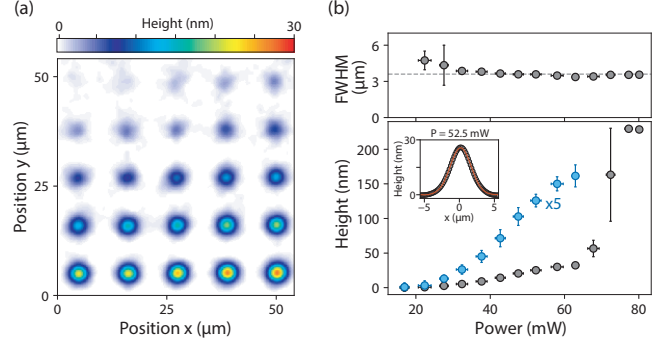 (a)
Height (nm)
0 30
50
25
0
Position y (µm)
0 25 50
Position x (µm)
(b)
6
3
0
FWHM
(µm)
P = 52.5 mW
30
0
Height (nm)
−5 0 5
x (µm)
x5
200
150
100
50
0
Height (nm)
20 40 60 80
Power (mW)